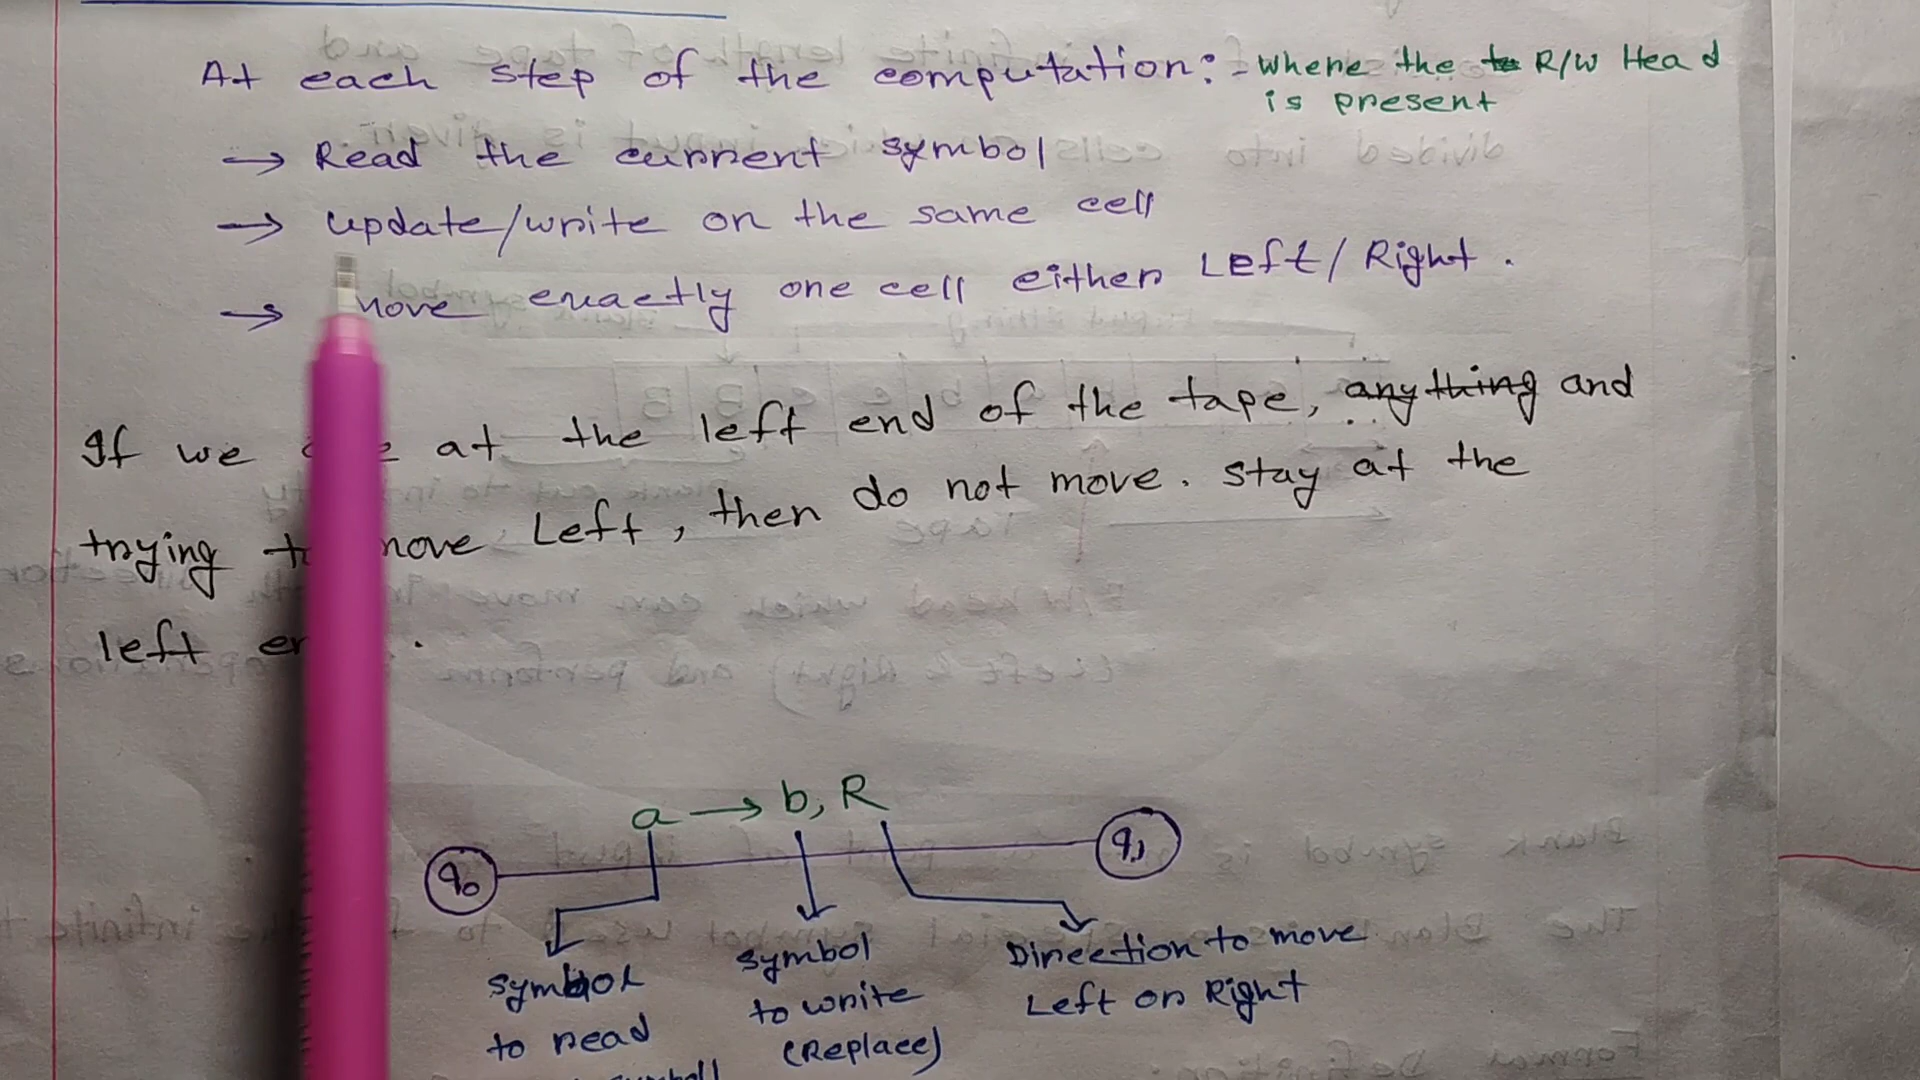 At each step of the computation:- where the R/W Head
is present
→ Read the current symbol
→ update/write on the same cell
→ move exactly one cell either Left/Right.
If we at the left end of the tape, anything and
trying to move Left, then do not move. stay at the
left
a → b, R
q0
q1
symbol
to read
symbol
to write
(Replace)
Direction to move
Left or Right